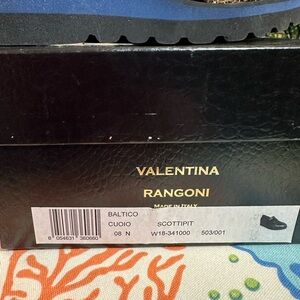 VALENTINA
RANGONI
MADE IN ITALY
BALTICO
CUOIO SCOTTIPIT
08 N W18-341000 503/001
8 054631 360660